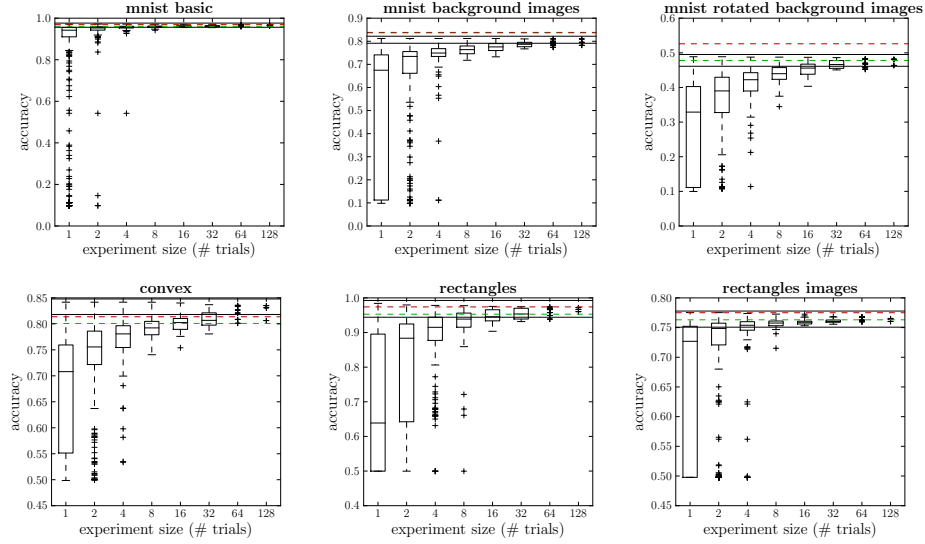 mnist basic
1.0
0.8
0.6
0.4
0.2
0.0
accuracy
1 2 4 8 16 32 64 128
experiment size (# trials)
mnist background images
0.9
0.8
0.7
0.6
0.5
0.4
0.3
0.2
0.1
0.0
accuracy
1 2 4 8 16 32 64 128
experiment size (# trials)
mnist rotated background images
0.6
0.5
0.4
0.3
0.2
0.1
0.0
accuracy
1 2 4 8 16 32 64 128
experiment size (# trials)
convex
0.85
0.80
0.75
0.70
0.65
0.60
0.55
0.50
0.45
accuracy
1 2 4 8 16 32 64 128
experiment size (# trials)
rectangles
1.0
0.9
0.8
0.7
0.6
0.5
0.4
accuracy
1 2 4 8 16 32 64 128
experiment size (# trials)
rectangles images
0.80
0.75
0.70
0.65
0.60
0.55
0.50
0.45
accuracy
1 2 4 8 16 32 64 128
experiment size (# trials)